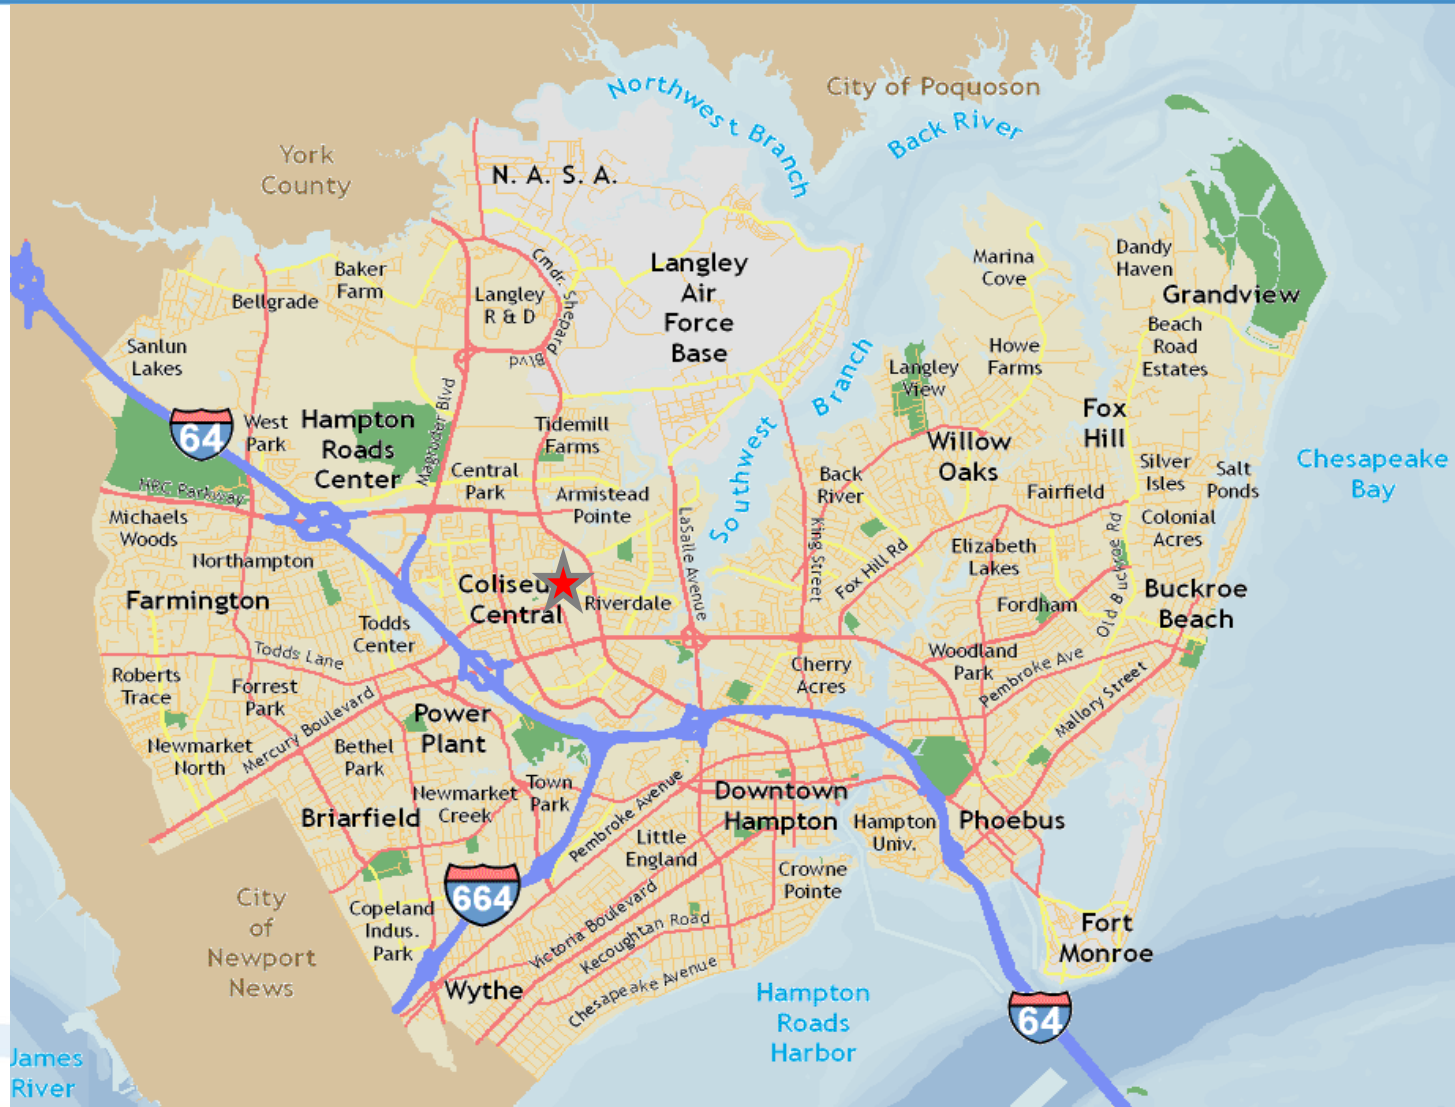 Northwest Branch
City of Poquoson
Back River
York
County
N. A. S. A.
Cmdr. Shepard Blvd
Langley
Air
Force
Base
Marina
Cove
Dandy
Haven
Baker
Farm
Bellgrade
Langley
R & D
Grandview
Beach
Road
Estates
Sanlun
Lakes
Howe
Farms
Langley
View
Southwest Branch
64
West
Park
Hampton
Roads
Center
Magruder Blvd
Tidemill
Farms
Fox
Hill
Willow
Oaks
Central
Park
Back
River
Silver
Isles
Salt
Ponds
Chesapeake
Bay
HRC Parkway
Armistead
Pointe
Fairfield
Michaels
Woods
LaSalle Avenue
King Street
Fox Hill Rd
Colonial
Acres
Old Buckroe Rd
Northampton
Elizabeth
Lakes
Farmington
Central
Riverdale
Fordham
Buckroe
Beach
Todds
Center
Todds Lane
Cherry
Acres
Woodland
Park
Pembroke Ave
Mallory Street
Roberts
Trace
Forrest
Park
Mercury Boulevard
Power
Plant
Newmarket
North
Bethel
Park
Briarfield
Newmarket
Creek
Town
Park
Pembroke Avenue
Downtown
Hampton
Hampton
Univ.
Phoebus
Little
England
Crowne
Pointe
664
City
of
Newport
News
Copeland
Indus.
Park
Victoria Boulevard
Kecoughtan Road
Chesapeake Avenue
Fort
Monroe
Wythe
Hampton
Roads
Harbor
64
James
River